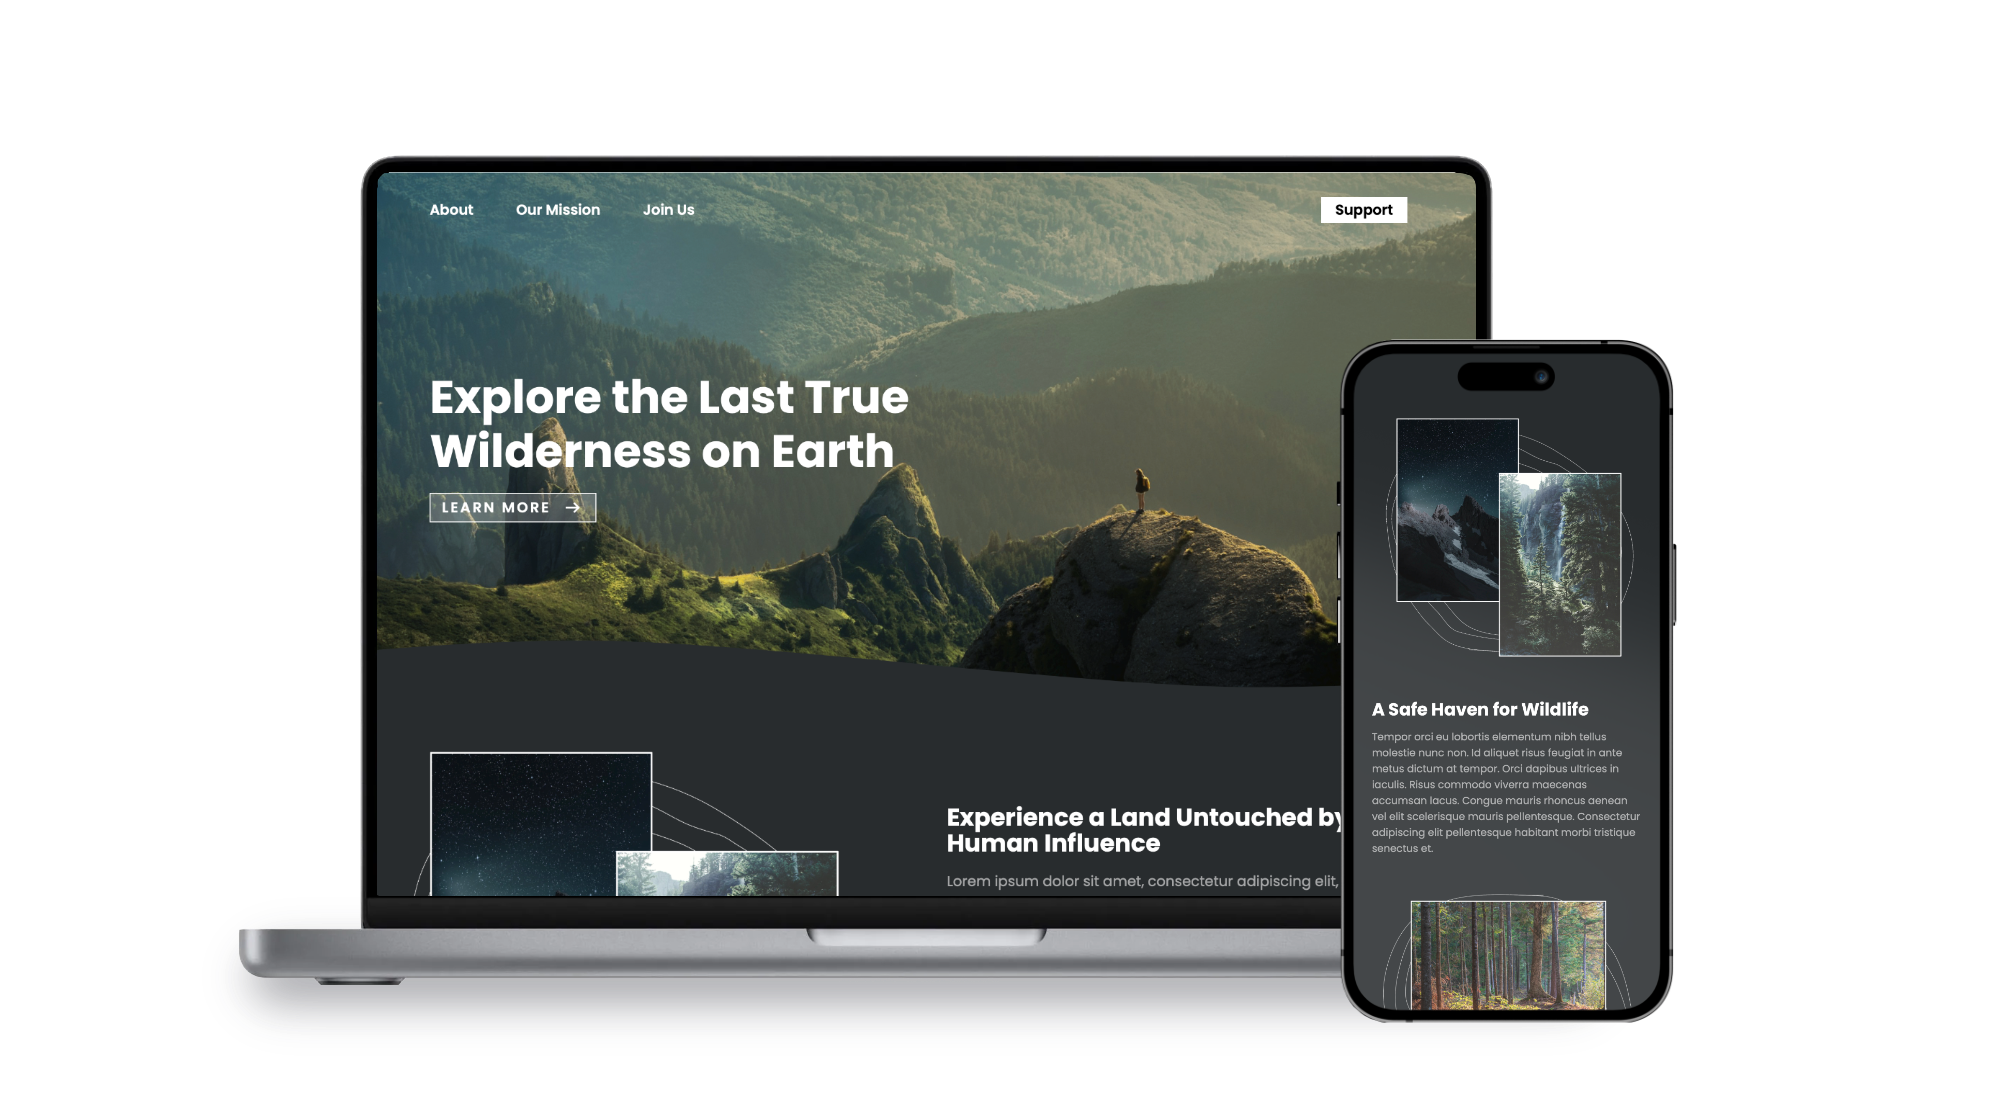 About Our Mission Join Us Support
Explore the Last True
Wilderness on Earth
LEARN MORE
Experience a Land Untouched by
Human Influence
Lorem ipsum dolor sit amet, consectetur adipiscing elit,
A Safe Haven for Wildlife
Tempor orci eu lobortis elementum nibh tellus
molestie nunc non. Id aliquet risus feugiat in ante
metus dictum at tempor. Orci dapibus ultrices in
iaculis. Risus commodo viverra maecenas
accumsan lacus. Congue mauris rhoncus aenean
vel elit scelerisque mauris pellentesque. Consectetur
adipiscing elit pellentesque habitant morbi tristique
senectus et.